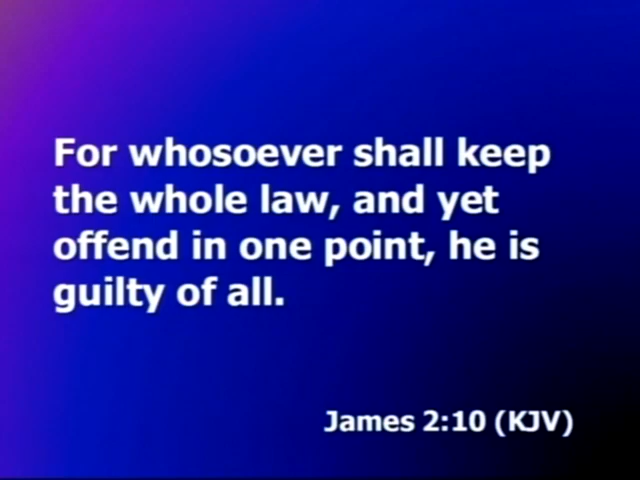 For whosoever shall keep
the whole law, and yet
offend in one point, he is
guilty of all.
James 2:10 (KJV)